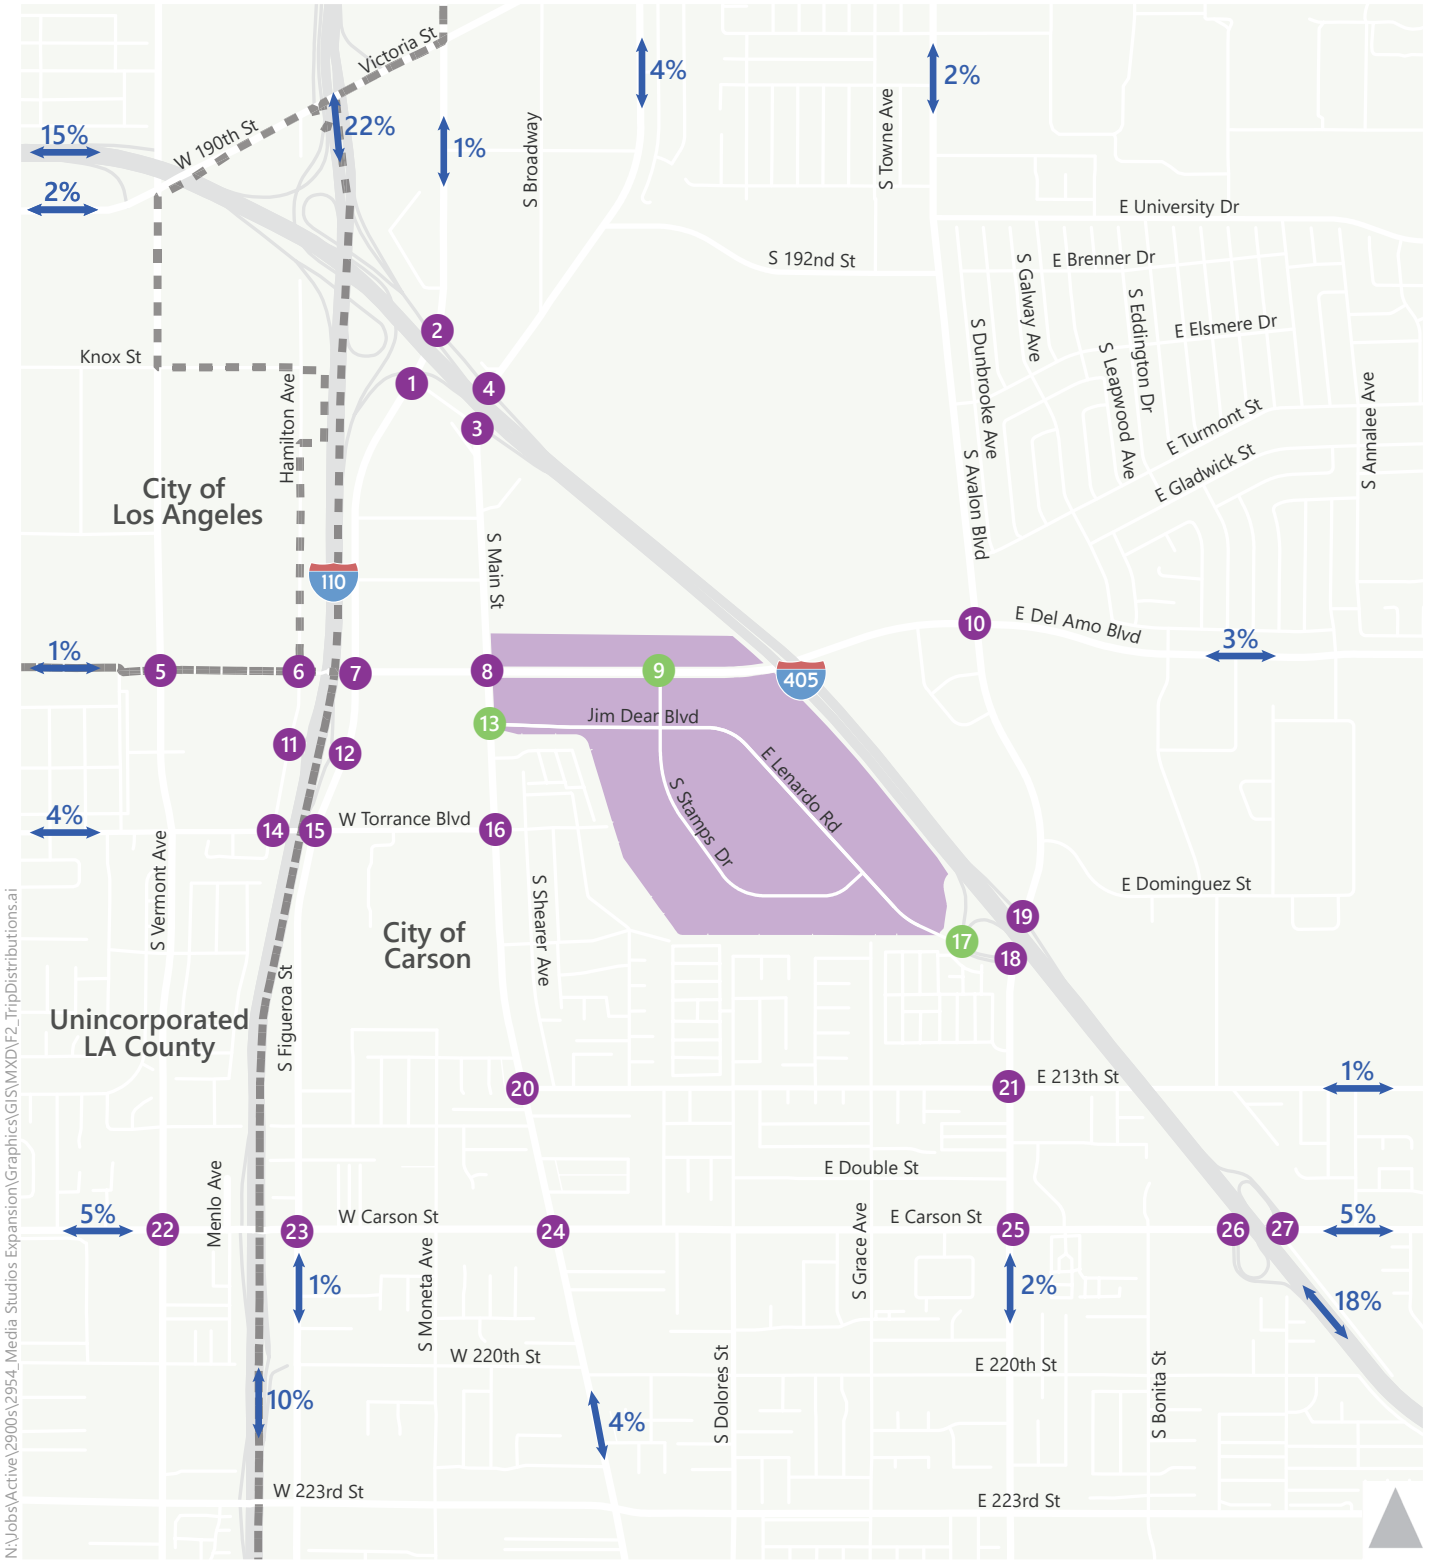 Victoria St
4%
2%
22%
15%
W 190th St
1%
S Broadway
S Towne Ave
2%
E University Dr
S 192nd St
E Brenner Dr
S Galway Ave
S Eddington Dr
E Elsmere Dr
2
S Dunbrooke Ave
S Leapwood Ave
Knox St
Hamilton Ave
1
4
3
E Turmont St
S Annalee Ave
E Gladwick St
S Avalon Blvd
City of
Los Angeles
S Main St
110
10
E Del Amo Blvd
1%
3%
5
6
7
8
9
405
13
Jim Dear Blvd
11
12
E Lenardo Rd
S Stamps Dr
4%
14
15
W Torrance Blvd
16
S Vermont Ave
S Shearer Ave
E Dominguez St
19
City of
Carson
17
18
S Figueroa St
Unincorporated
LA County
20
21
E 213th St
1%
Menlo Ave
E Double St
5%
22
23
W Carson St
24
S Grace Ave
E Carson St
25
26
27
5%
1%
S Moneta Ave
2%
18%
W 220th St
S Dolores St
E 220th St
S Bonita St
10%
4%
W 223rd St
E 223rd St
N:\Jobs\Active\2900s\2954_Media Studios Expansion\Graphics\GIS\MXD\F2_TripDistributions.ai